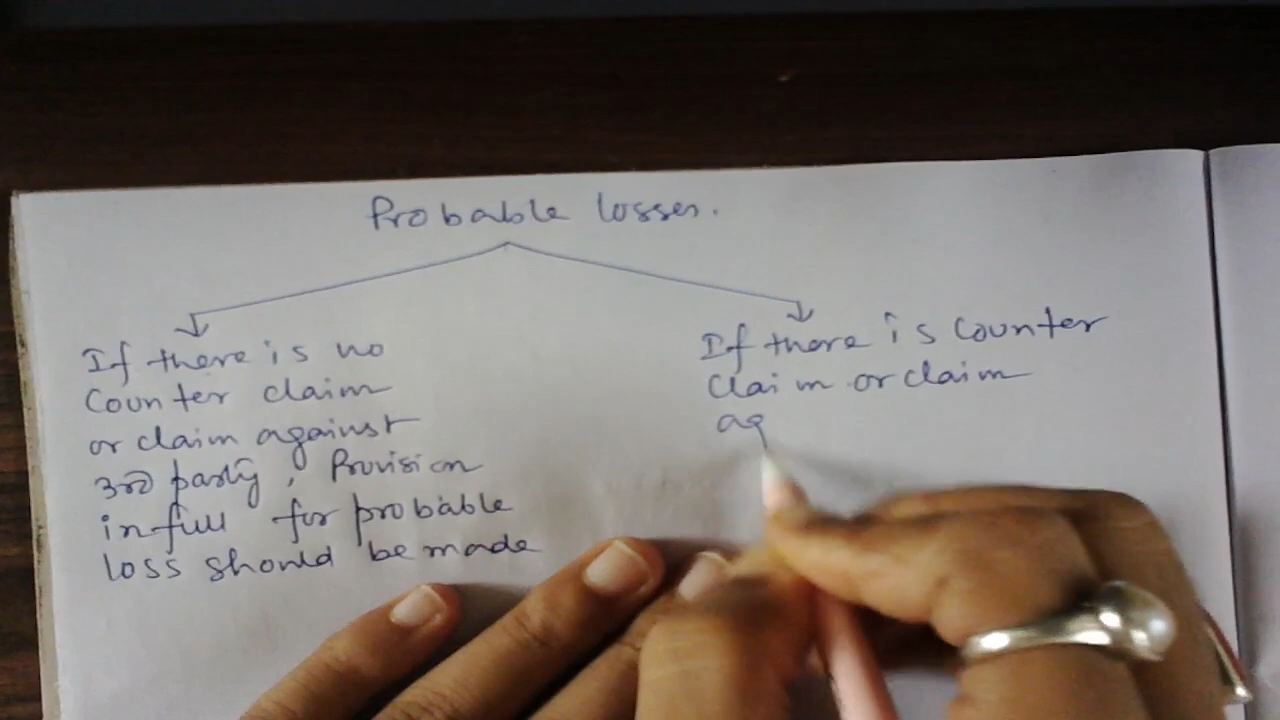 Probable losses.
If there is no
Counter claim
or claim against
3rd party, Provision
in full for probable
loss should be made
If there is Counter
Claim or claim
ag